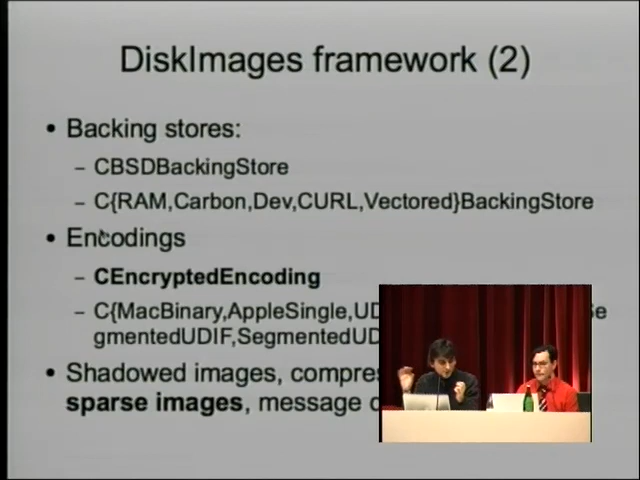 DiskImages framework (2)
• Backing stores:
– CBSDBackingStore
– C{RAM,Carbon,Dev,CURL,Vectored}BackingStore
• Encodings
– CEncryptedEncoding
– C{MacBinary,AppleSingle,UD
gmentedUDIF,SegmentedUD
• Shadowed images,
sparse images, message